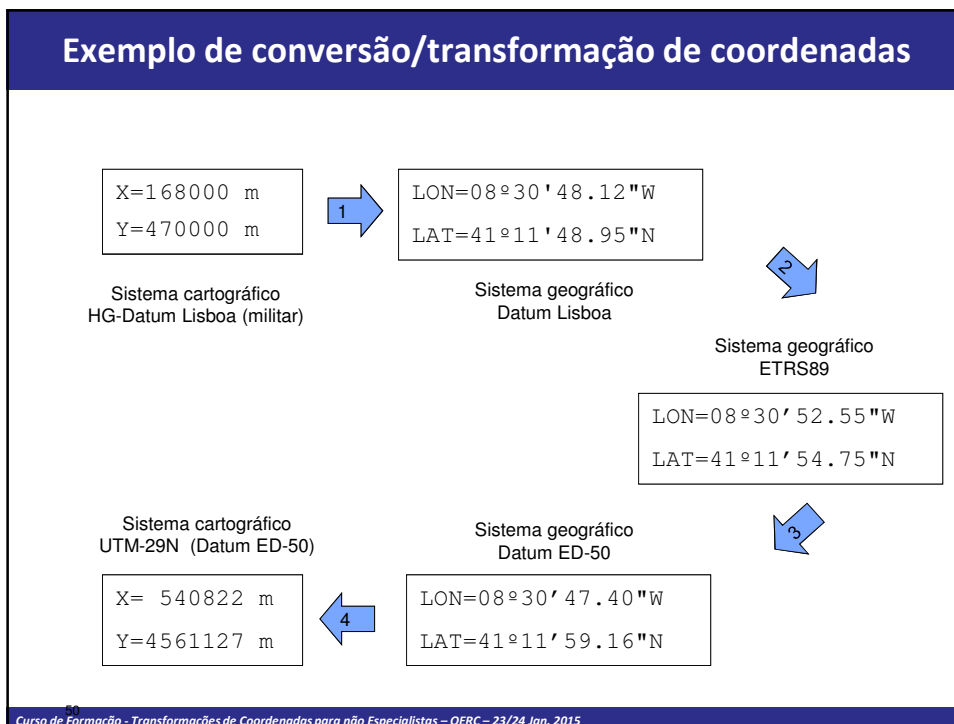 Exemplo de conversão/transformação de coordenadas
X=168000 m
Y=470000 m
1
LON=08º30'48.12"W
LAT=41º11'48.95"N
Sistema cartográfico
HG-Datum Lisboa (militar)
Sistema geográfico
Datum Lisboa
2
Sistema geográfico
ETRS89
LON=08º30’52.55"W
LAT=41º11’54.75"N
3
Sistema geográfico
Datum ED-50
LON=08º30’47.40"W
LAT=41º11’59.16"N
4
Sistema cartográfico
UTM-29N (Datum ED-50)
X= 540822 m
Y=4561127 m
50
Curso de Formação - Transformações de Coordenadas para não Especialistas – OERC – 23/24 Jan. 2015